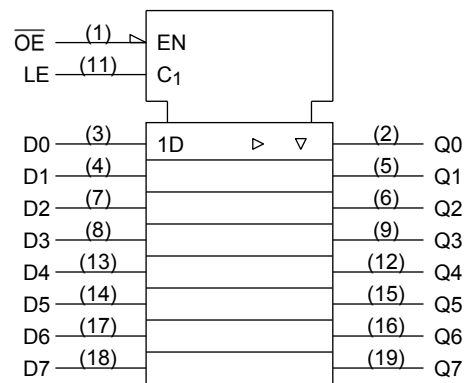 OE (1) EN
LE (11) C1
D0 (3) 1D (2) Q0
D1 (4) (5) Q1
D2 (7) (6) Q2
D3 (8) (9) Q3
D4 (13) (12) Q4
D5 (14) (15) Q5
D6 (17) (16) Q6
D7 (18) (19) Q7